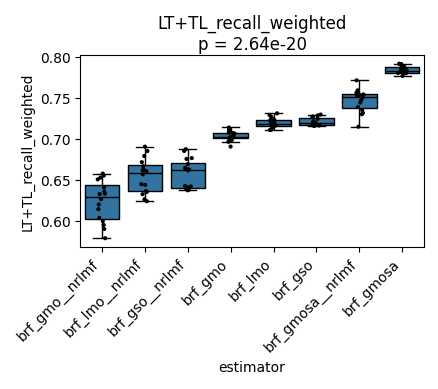 LT+TL_recall_weighted
p = 2.64e-20
LT+TL_recall_weighted
0.80
0.75
0.70
0.65
0.60
brf_gmo__nrlmf
brf_lmo__nrlmf
brf_gso__nrlmf
brf_gmo
brf_lmo
brf_gso
brf_gmosa__nrlmf
brf_gmosa
estimator